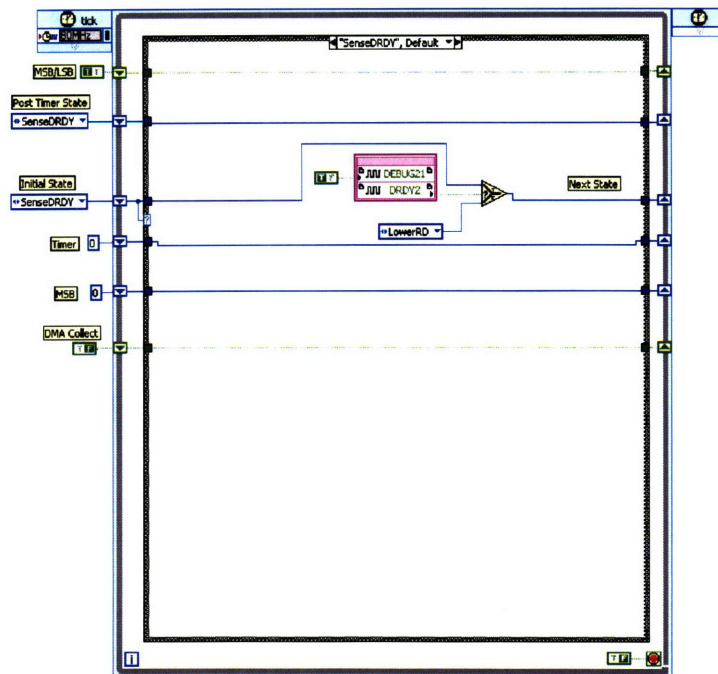 tick
80MHz
"SenseDRDY", Default
MSB/LSB
Post Timer State
SenseDRDY
DEBUG21
DRDY2
Initial State
SenseDRDY
Next State
LowerRD
Timer
0
MSB
0
DMA Collect
i